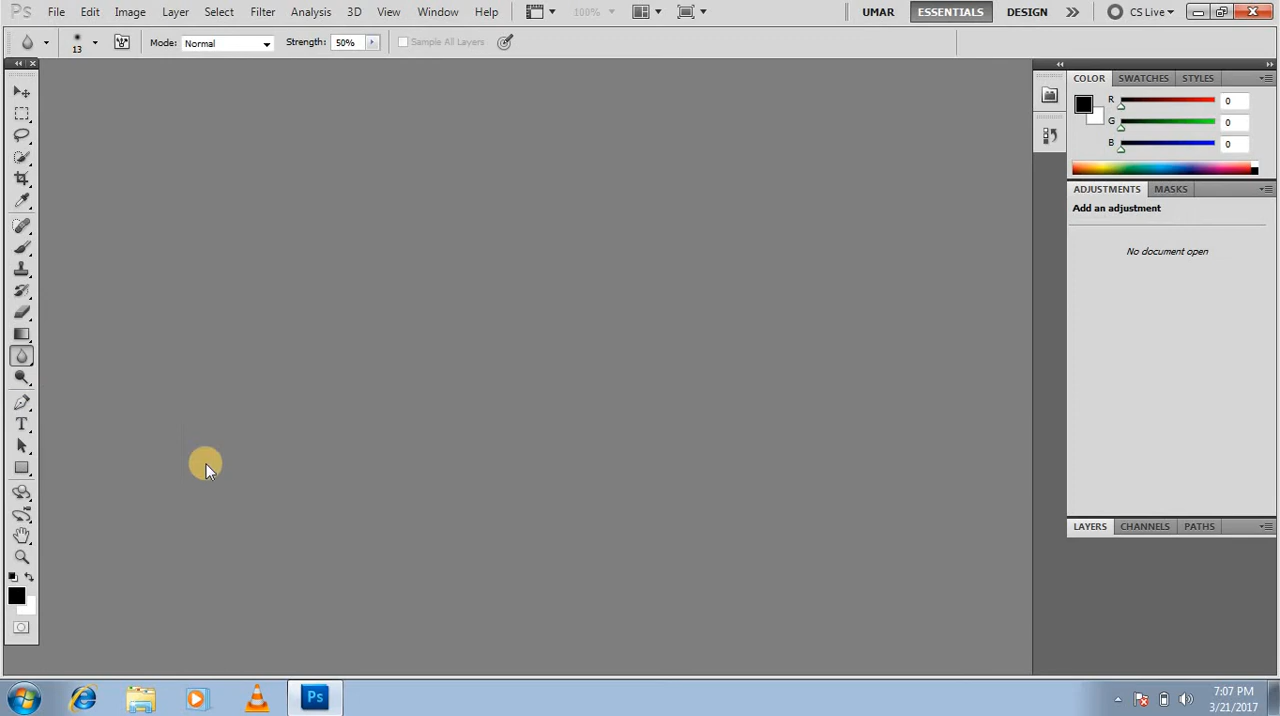 Ps File Edit Image Layer Select Filter Analysis 3D View Window Help 100% UMAR ESSENTIALS DESIGN CS Live
13 Mode: Normal Strength: 50% Sample All Layers
COLOR SWATCHES STYLES
R 0
G 0
B 0
ADJUSTMENTS MASKS
Add an adjustment
No document open
T
LAYERS CHANNELS PATHS
Ps
7:07 PM
3/21/2017